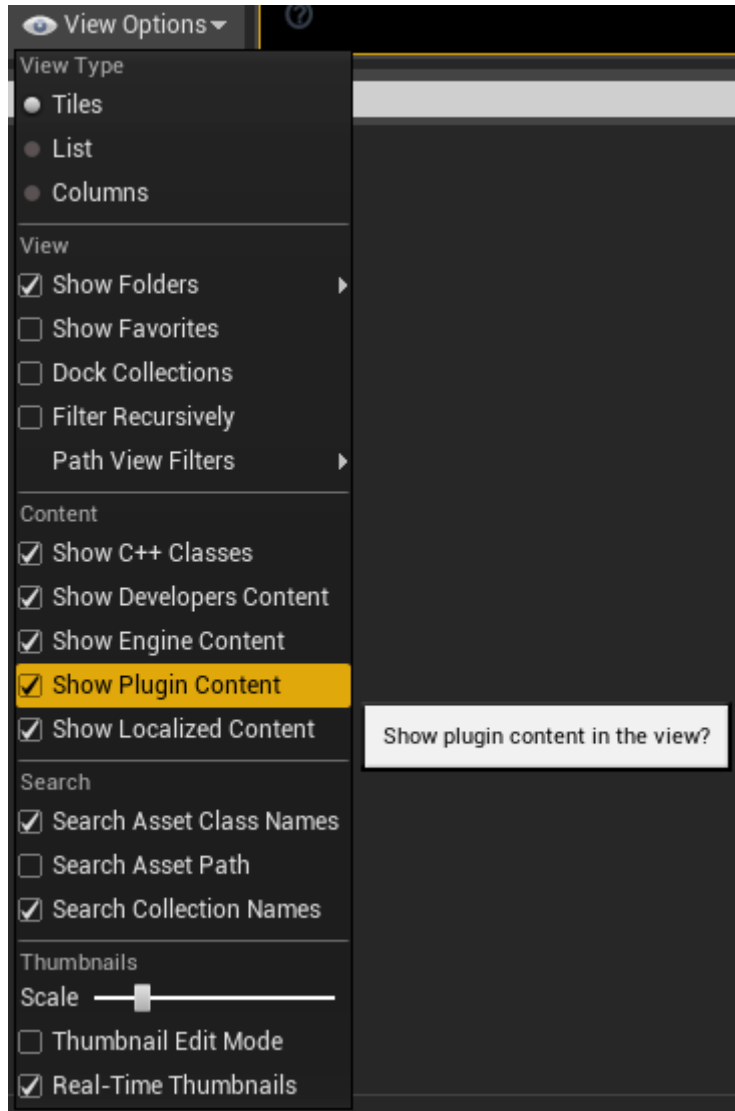 View Options
View Type
Tiles
List
Columns
View
Show Folders
Show Favorites
Dock Collections
Filter Recursively
Path View Filters
Content
Show C++ Classes
Show Developers Content
Show Engine Content
Show Plugin Content
Show Localized Content
Show plugin content in the view?
Search
Search Asset Class Names
Search Asset Path
Search Collection Names
Thumbnails
Scale
Thumbnail Edit Mode
Real-Time Thumbnails